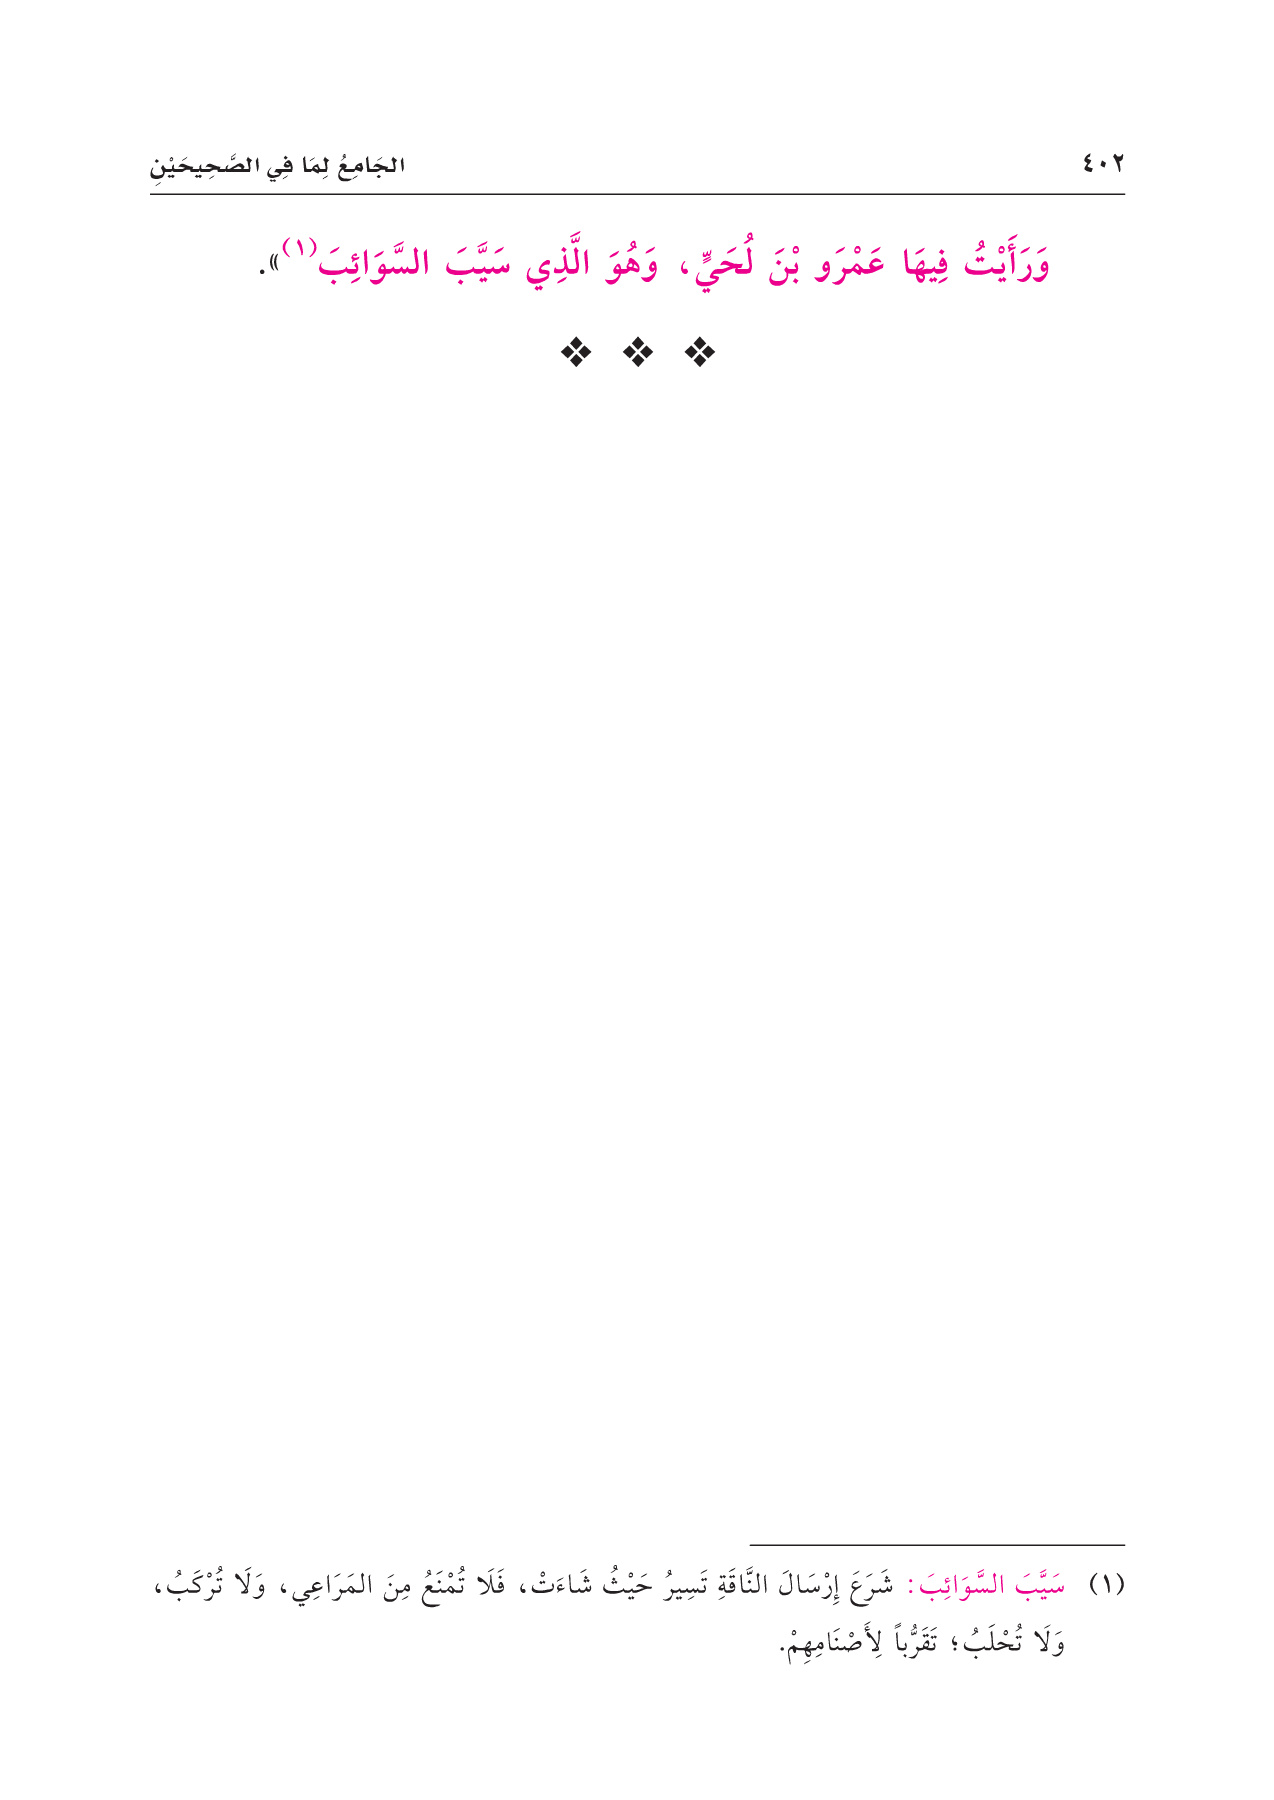 ٤٠٢ الجَامِعُ لِمَا فِي الصَّحِيحَيْنِ
وَرَأَيْتُ فِيهَا عَمْرَو بْنَ لُحَيٍّ، وَهُوَ الَّذِي سَيَّبَ السَّوَائِبَ(١)».
❖ ❖ ❖
(١) سَيَّبَ السَّوَائِبَ: شَرَعَ إِرْسَالَ النَّاقَةِ تَسِيرُ حَيْثُ شَاءَتْ، فَلَا تُمْنَعُ مِنَ المَرَاعِي، وَلَا تُرْكَبُ،
وَلَا تُحْلَبُ؛ تَقَرُّباً لِأَصْنَامِهِمْ.